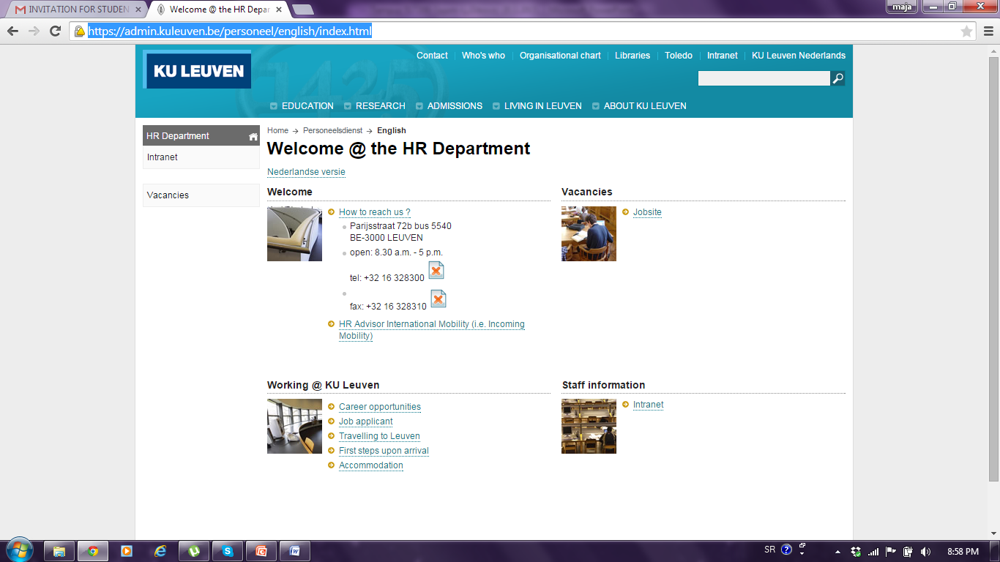 INVITATION FOR STUDEN
Welcome @ the HR Depar
maja
https://admin.kuleuven.be/personeel/english/index.html
KU LEUVEN
1425
Contact Who's who Organisational chart Libraries Toledo Intranet KU Leuven Nederlands
EDUCATION RESEARCH ADMISSIONS LIVING IN LEUVEN ABOUT KU LEUVEN
HR Department
Intranet
Vacancies
Home → Personeelsdienst → English
Welcome @ the HR Department
Nederlandse versie
Welcome
How to reach us ?
Parijsstraat 72b bus 5540
BE-3000 LEUVEN
open: 8.30 a.m. - 5 p.m.
tel: +32 16 328300
fax: +32 16 328310
HR Advisor International Mobility (i.e. Incoming
Mobility)
Vacancies
Jobsite
Working @ KU Leuven
Career opportunities
Job applicant
Travelling to Leuven
First steps upon arrival
Accommodation
Staff information
Intranet
SR
8:58 PM